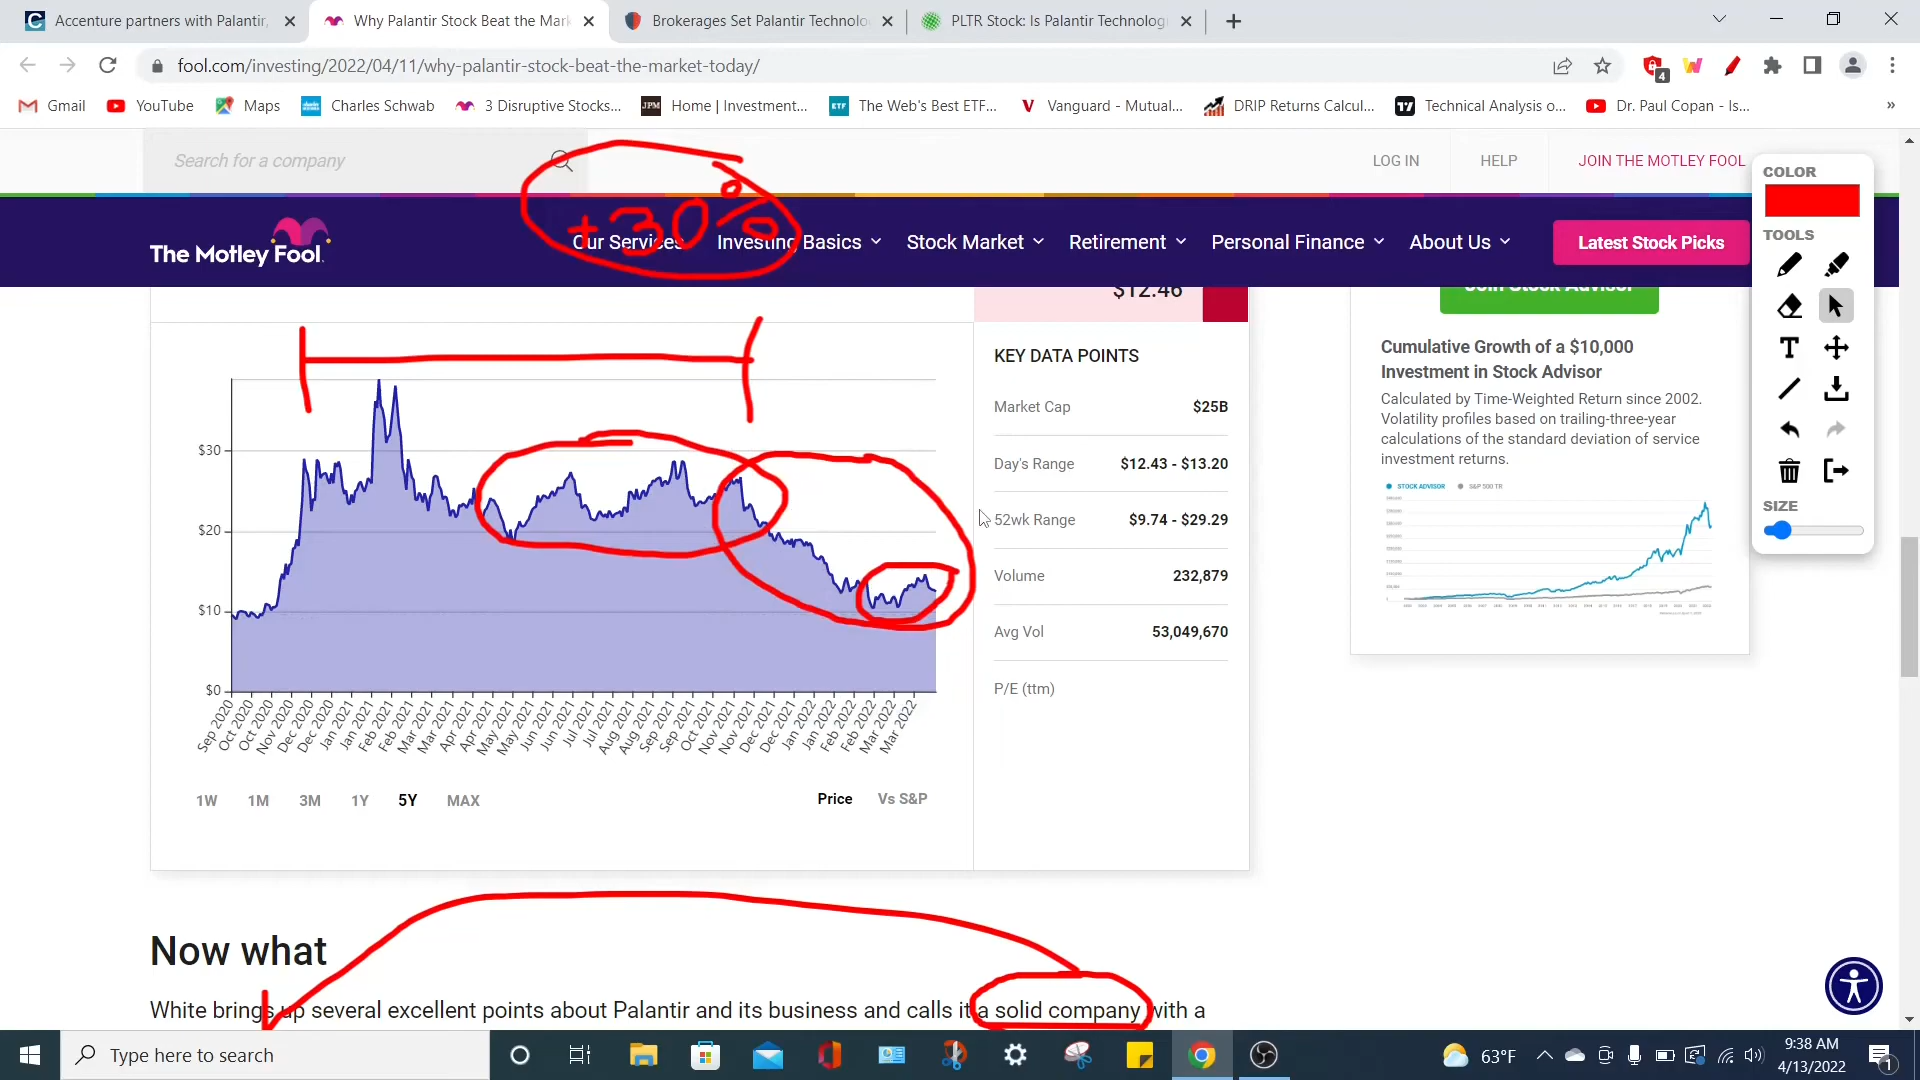 Accenture partners with Palantir,
Why Palantir Stock Beat the Mark
Brokerages Set Palantir Technolo
PLTR Stock: Is Palantir Technolog
fool.com/investing/2022/04/11/why-palantir-stock-beat-the-market-today/
4
Gmail
YouTube
Maps
Charles Schwab
3 Disruptive Stocks...
JPM Home | Investment...
ETF The Web's Best ETF...
V Vanguard - Mutual...
DRIP Returns Calcul...
Technical Analysis o...
Dr. Paul Copan - Is...
»
Search for a company
LOG IN
HELP
JOIN THE MOTLEY FOOL
+30%
The Motley Fool.
Our Services
Investing Basics
Stock Market
Retirement
Personal Finance
About Us
Latest Stock Picks
COLOR
TOOLS
T
SIZE
$12.46
Join Stock Advisor
KEY DATA POINTS
Market Cap $25B
Day's Range $12.43 - $13.20
52wk Range $9.74 - $29.29
Volume 232,879
Avg Vol 53,049,670
P/E (ttm)
$30
$20
$10
$0
Sep 2020
Oct 2020
Oct 2020
Nov 2020
Dec 2020
Dec 2020
Jan 2021
Jan 2021
Feb 2021
Feb 2021
Mar 2021
Mar 2021
Apr 2021
Apr 2021
May 2021
May 2021
Jun 2021
Jun 2021
Jul 2021
Jul 2021
Aug 2021
Aug 2021
Sep 2021
Sep 2021
Oct 2021
Nov 2021
Nov 2021
Dec 2021
Dec 2021
Jan 2022
Jan 2022
Feb 2022
Feb 2022
Mar 2022
Mar 2022
1W
1M
3M
1Y
5Y
MAX
Price
Vs S&P
Cumulative Growth of a $10,000
Investment in Stock Advisor
Calculated by Time-Weighted Return since 2002.
Volatility profiles based on trailing-three-year
calculations of the standard deviation of service
investment returns.
STOCK ADVISOR
S&P 500 TR
Now what
White brings up several excellent points about Palantir and its business and calls it a solid company with a
Type here to search
63°F
9:38 AM
4/13/2022
1